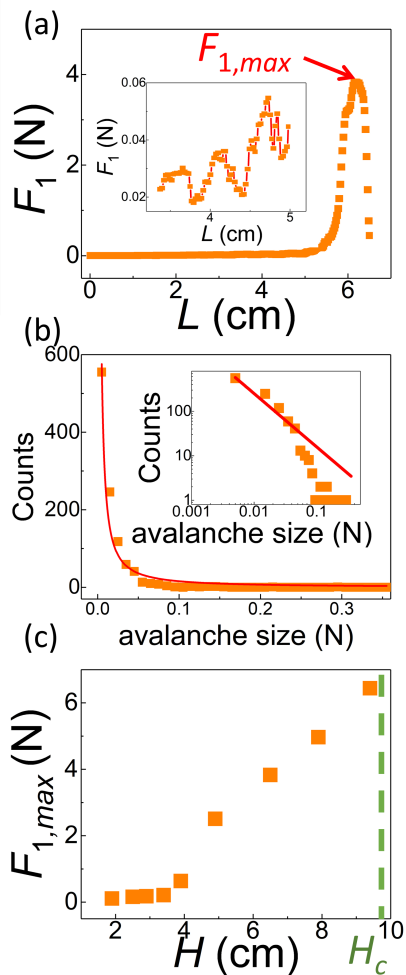 (a)
F1,max
4
2
0
F1 (N)
0.06
0.04
0.02
F1 (N)
4
5
L (cm)
0
2
4
6
L (cm)
(b)
600
400
200
0
Counts
100
10
1
Counts
0.001
0.01
0.1
avalanche size (N)
0.0
0.1
0.2
0.3
avalanche size (N)
(c)
6
4
2
0
F1,max (N)
2
4
6
8
10
H (cm)
Hc